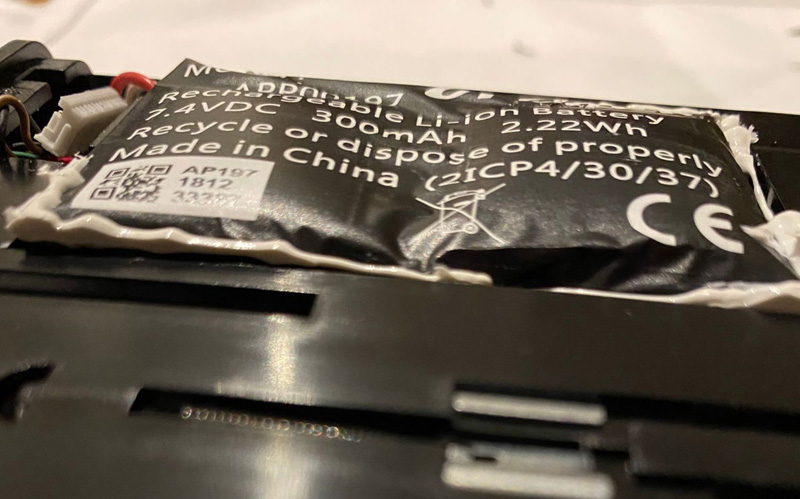 Rechargeable Li-ion Battery
7.4VDC 300mAh 2.22Wh
Recycle or dispose of properly
Made in China (2ICP4/30/37)
AP197
1812
CE